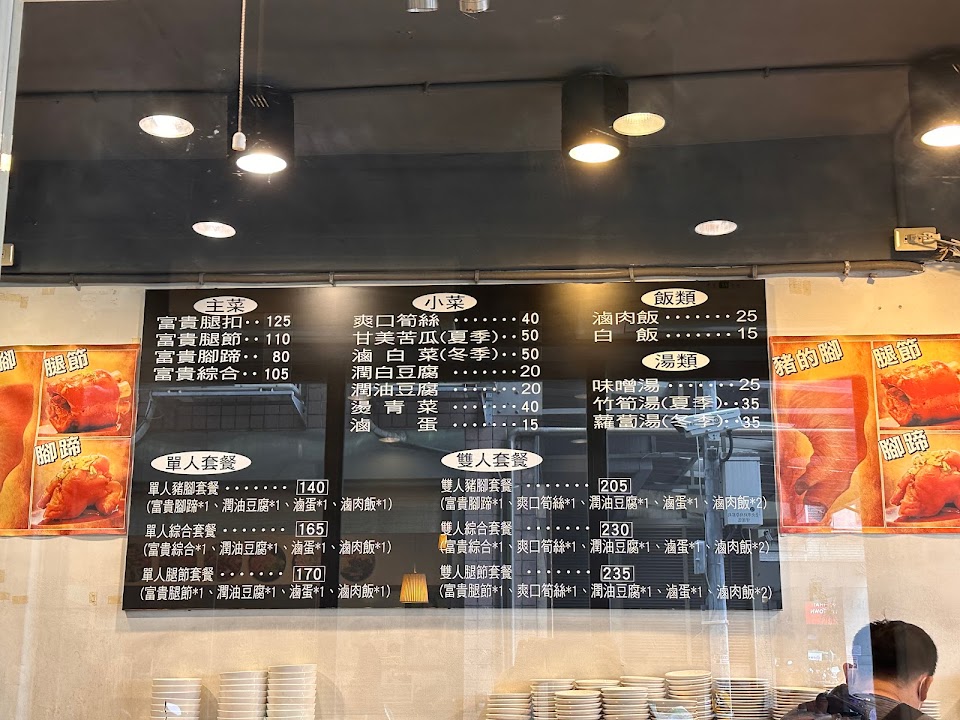 主菜
富貴腿扣‥125
富貴腿節‥110
富貴腳蹄‥80
富貴綜合‥105
小菜
爽口筍絲 ‧‧‧‧‧‧‧40
甘美苦瓜(夏季)‥50
滷白菜(冬季)‥50
潤白豆腐 ‧‧‧‧‧‧‧20
潤油豆腐 ‧‧‧‧‧‧‧20
燙青菜 ‧‧‧‧‧‧‧40
滷蛋 ‧‧‧‧‧‧‧15
飯類
滷肉飯 ‧‧‧‧‧‧‧25
白飯 ‧‧‧‧‧‧‧15
湯類
味噌湯 ‧‧‧‧‧‧‧25
竹筍湯(夏季)‥35
蘿蔔湯(冬季)‥35
單人套餐
單人豬腳套餐 ‧‧‧‧‧‧‧ 140
(富貴腳蹄*1、潤油豆腐*1、滷蛋*1、滷肉飯*1)
單人綜合套餐 ‧‧‧‧‧‧‧ 165
(富貴綜合*1、潤油豆腐*1、滷蛋*1、滷肉飯*1)
單人腿節套餐 ‧‧‧‧‧‧‧ 170
(富貴腿節*1、潤油豆腐*1、滷蛋*1、滷肉飯*1)
雙人套餐
雙人豬腳套餐 ‧‧‧‧‧‧‧‧‧ 205
(富貴腳蹄*1、爽口筍絲*1、潤油豆腐*1、滷蛋*1、滷肉飯*2)
雙人綜合套餐 ‧‧‧‧‧‧‧‧‧ 230
(富貴綜合*1、爽口筍絲*1、潤油豆腐*1、滷蛋*1、滷肉飯*2)
雙人腿節套餐 ‧‧‧‧‧‧‧‧‧ 235
(富貴腿節*1、爽口筍絲*1、潤油豆腐*1、滷蛋*1、滷肉飯*2)
腳
腿節
腳蹄
豬的腳
腿節
腳蹄